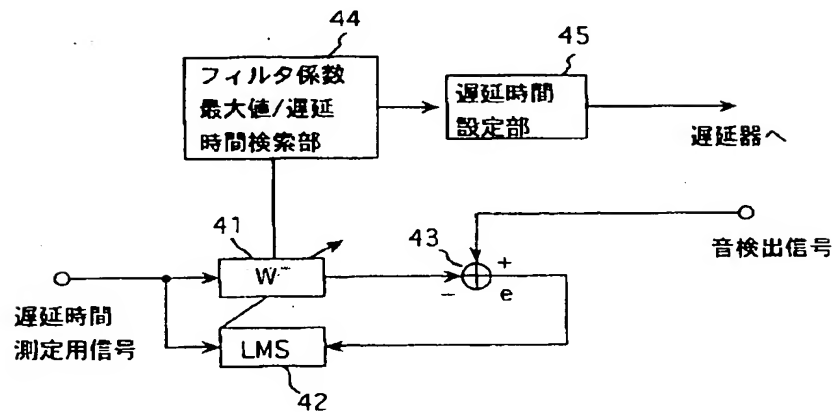 44
フィルタ係数
最大値/遅延
時間検索部
45
遅延時間
設定部
遅延器へ
41
W
43
+
-
e
音検出信号
遅延時間
測定用信号
LMS
42